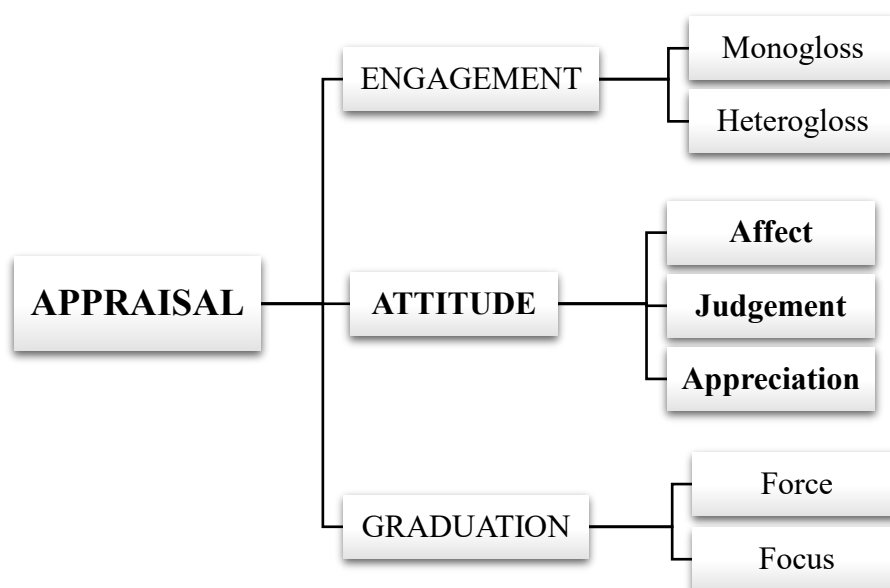 APPRAISAL
ENGAGEMENT
Monogloss
Heterogloss
ATTITUDE
Affect
Judgement
Appreciation
GRADUATION
Force
Focus